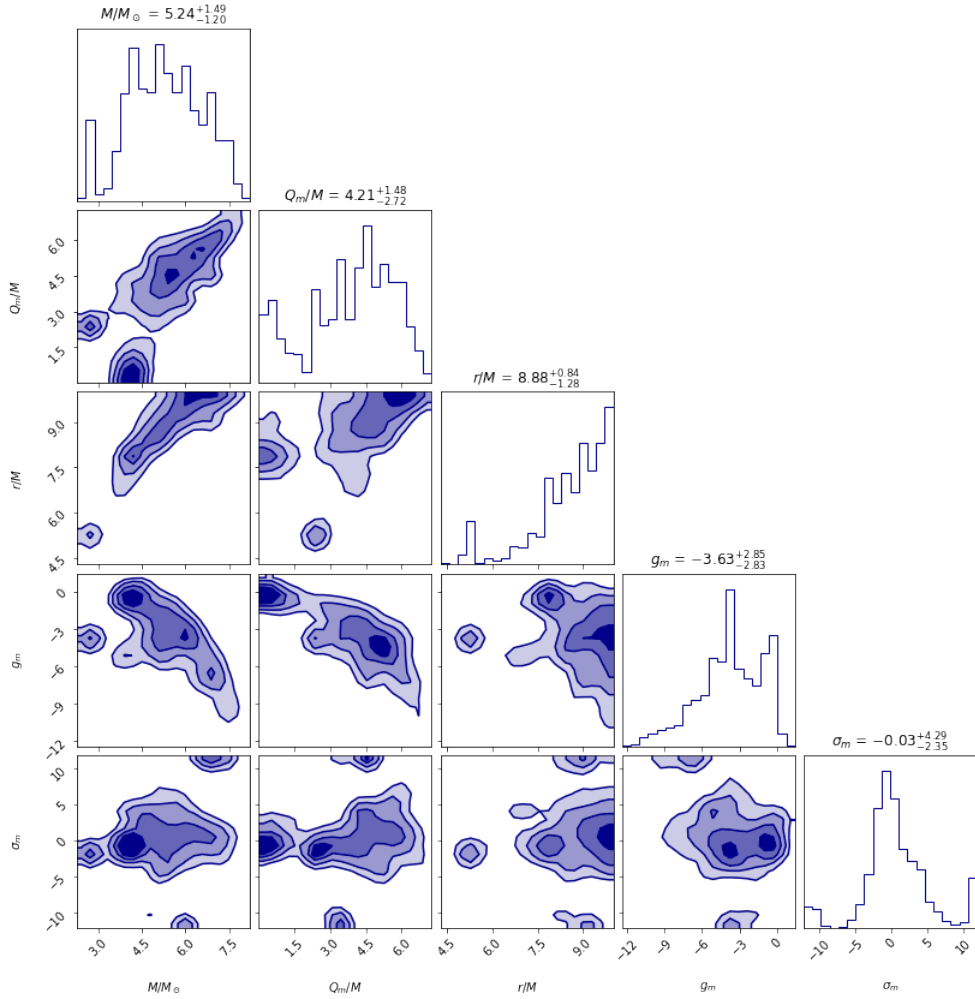 M/M⊙ = 5.24+1.49−1.20
Qm/M = 4.21+1.48−2.72
6.0
4.5
3.0
1.5
Qm/M
r/M = 8.88+0.84−1.28
9.0
7.5
6.0
4.5
r/M
gm = −3.63+2.85−2.83
0
−3
−6
−9
−12
gm
σm = −0.03+4.29−2.35
10
5
0
−5
−10
σm
3.0 4.5 6.0 7.5 1.5 3.0 4.5 6.0 4.5 6.0 7.5 9.0 −12 −9 −6 −3 0 −10 −5 0 5 10
M/M⊙ Qm/M r/M gm σm